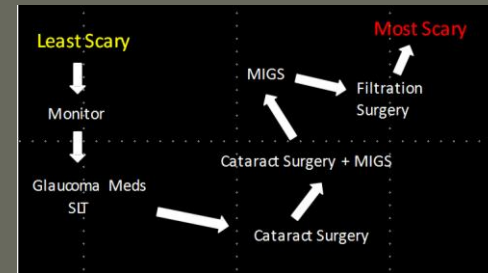 Least Scary
Monitor
Glaucoma Meds
SLT
Cataract Surgery
Cataract Surgery + MIGS
MIGS
Filtration
Surgery
Most Scary